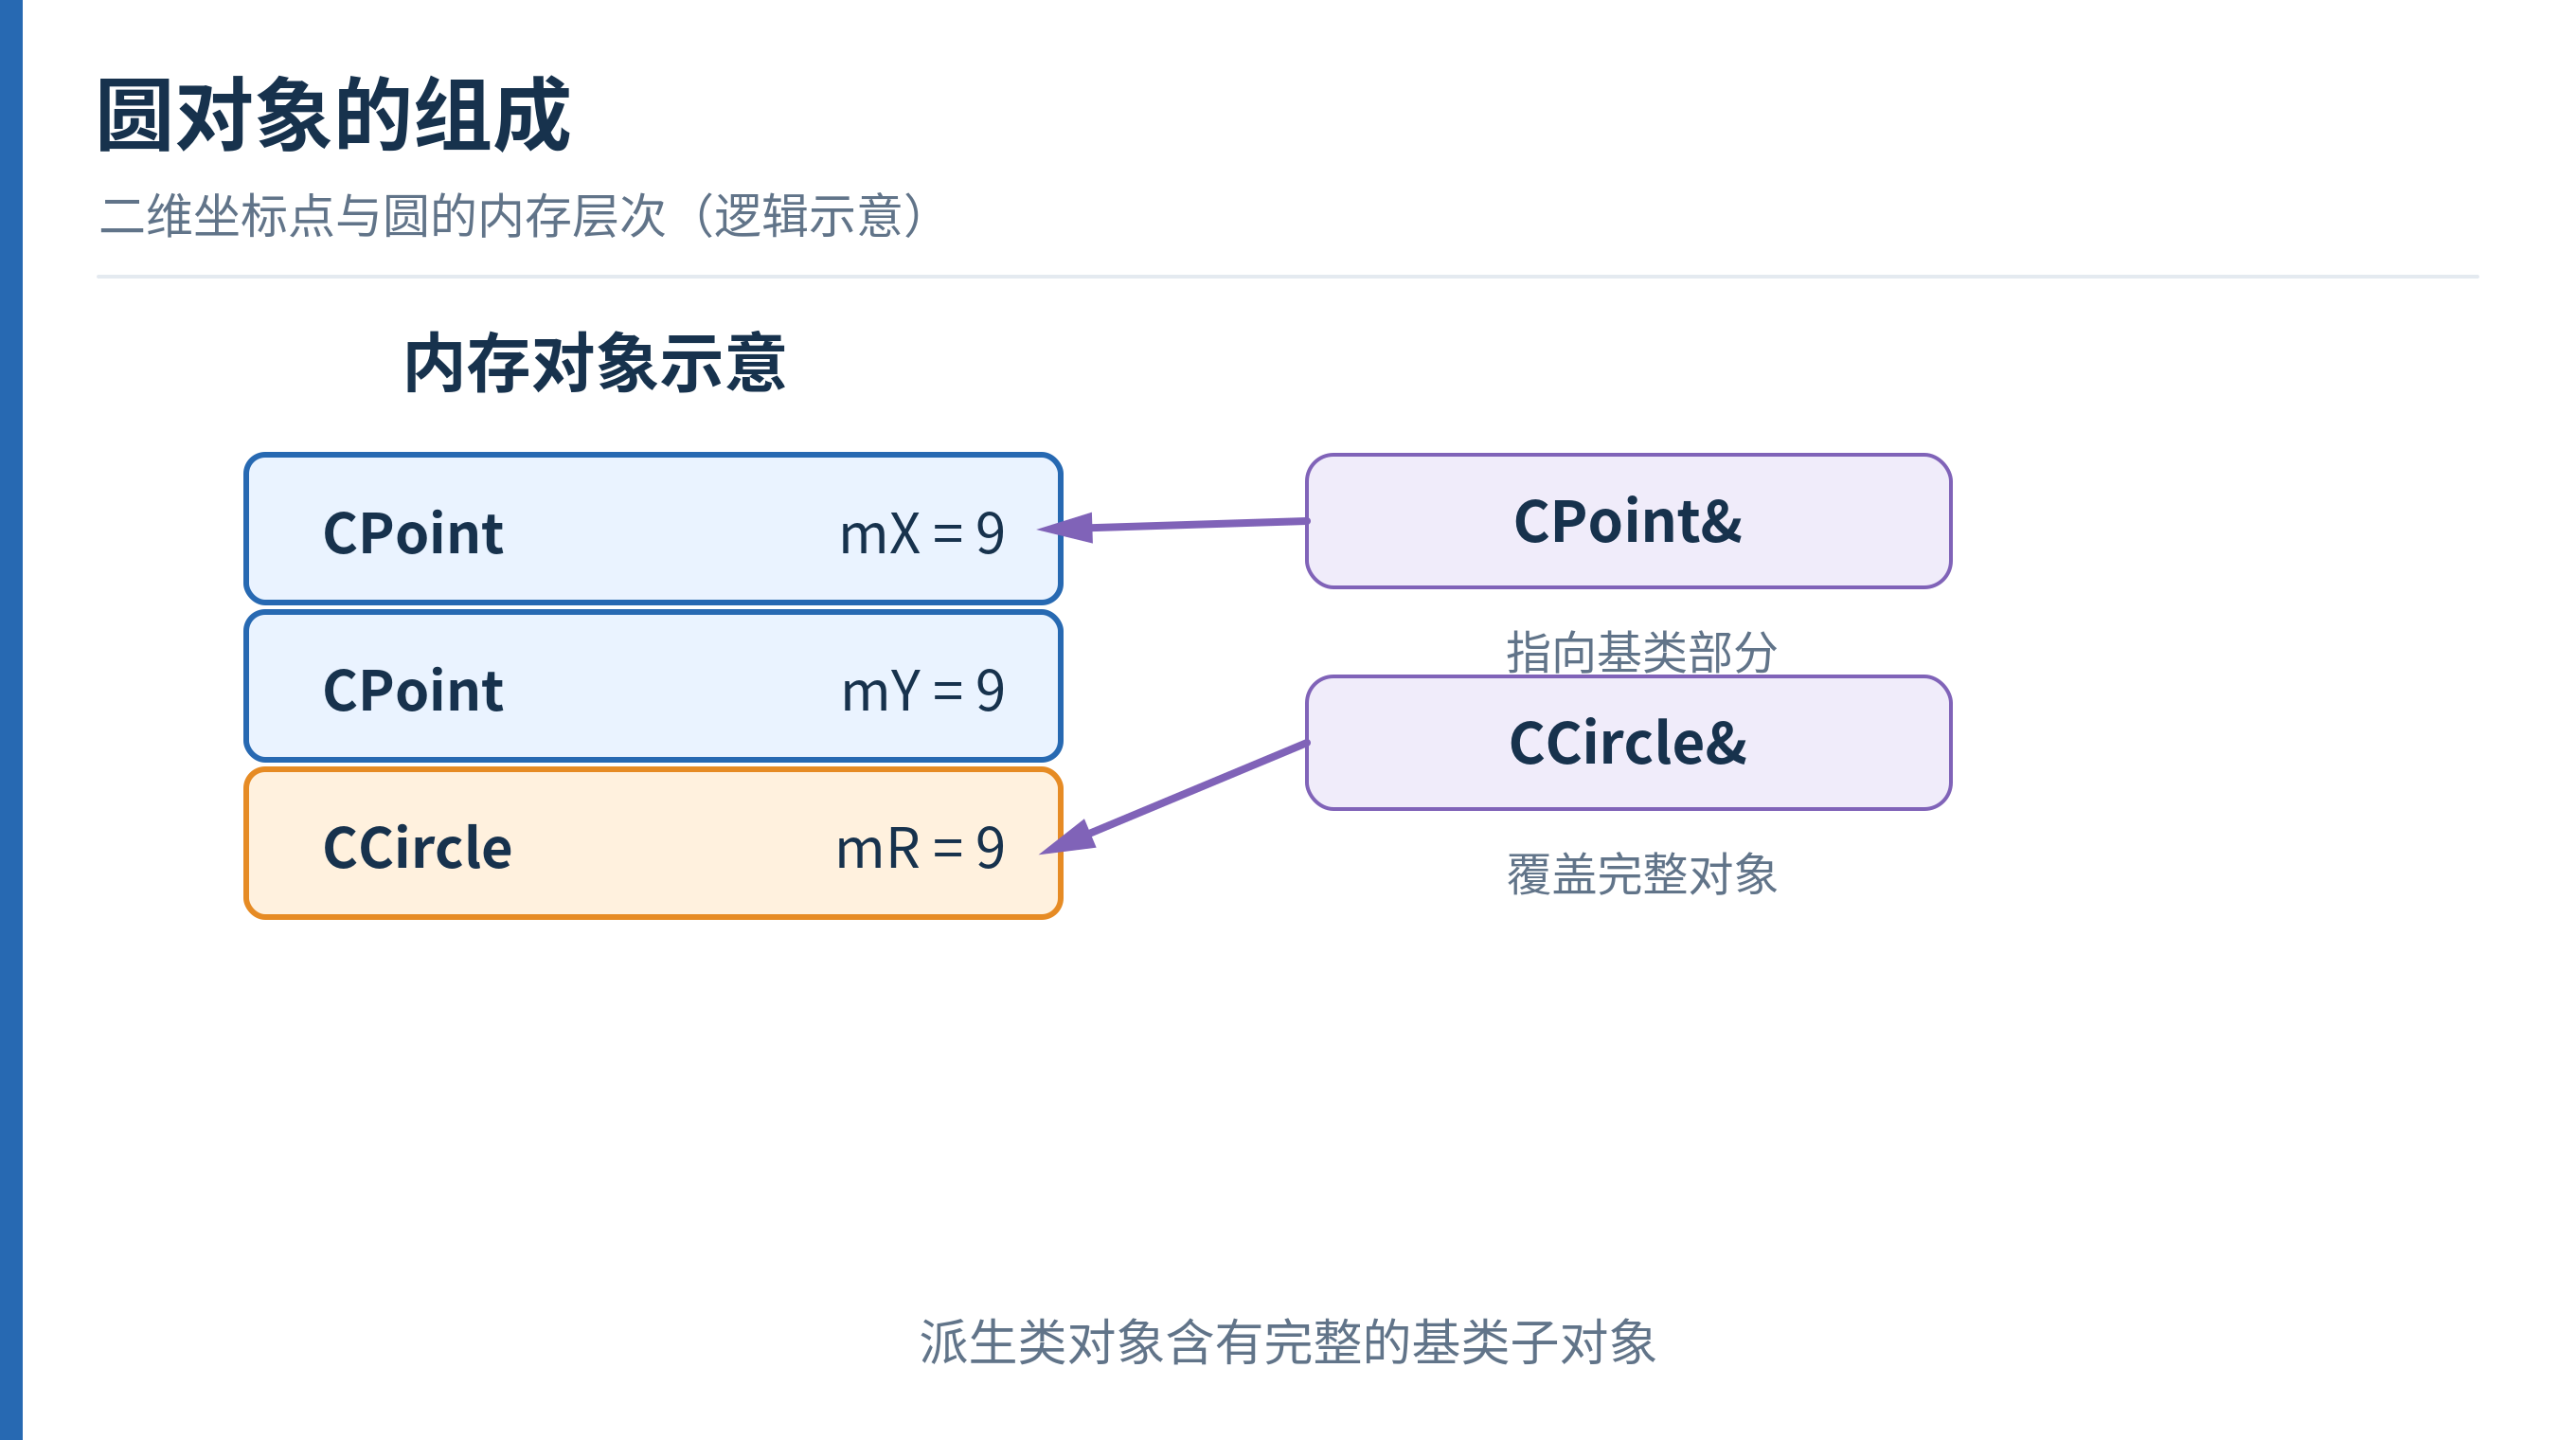 圆对象的组成
二维坐标点与圆的内存层次（逻辑示意）
内存对象示意
CPoint mX = 9
CPoint mY = 9
CCircle mR = 9
CPoint&
指向基类部分
CCircle&
覆盖完整对象
派生类对象含有完整的基类子对象